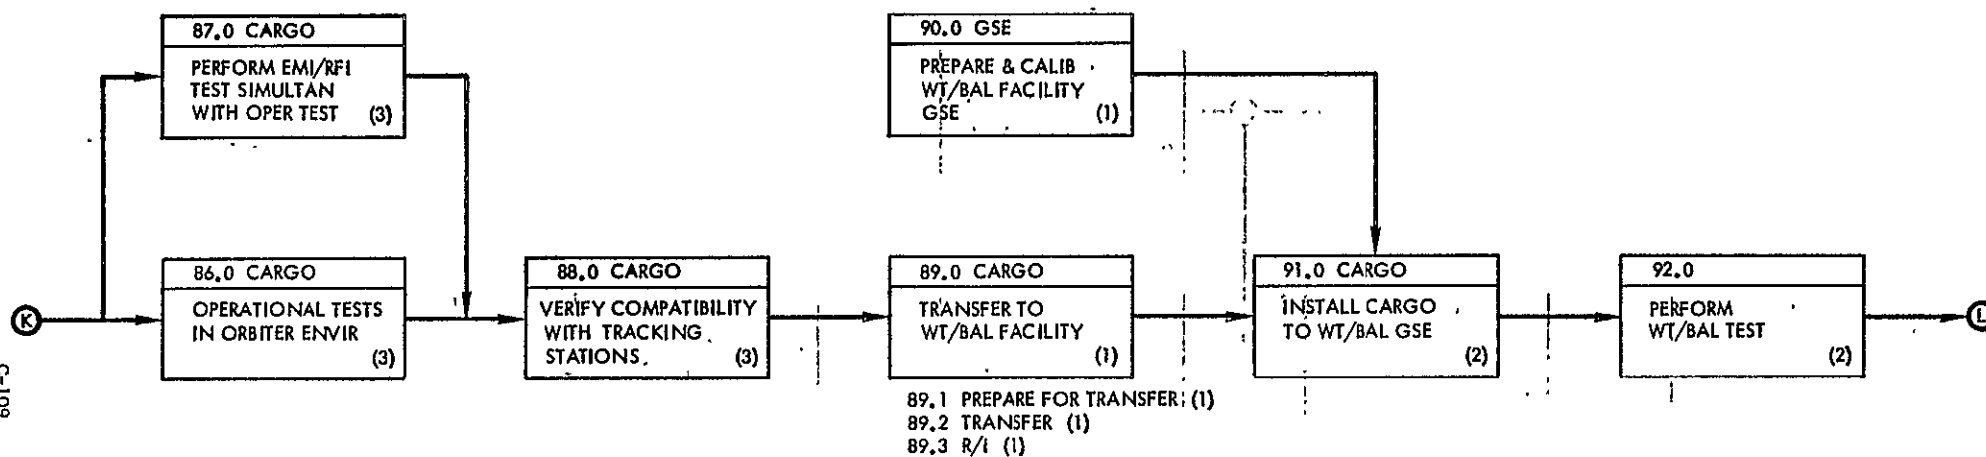 87.0 CARGO
PERFORM EMI/RFI
TEST SIMULTAN
WITH OPER TEST (3)
90.0 GSE
PREPARE & CALIB
WT/BAL FACILITY
GSE (1)
K
86.0 CARGO
OPERATIONAL TESTS
IN ORBITER ENVIR
(3)
88.0 CARGO
VERIFY COMPATIBILITY
WITH TRACKING
STATIONS. (3)
89.0 CARGO
TRANSFER TO
WT/BAL FACILITY
(1)
89.1 PREPARE FOR TRANSFER (1)
89.2 TRANSFER (1)
89.3 R/I (1)
91.0 CARGO
INSTALL CARGO
TO WT/BAL GSE
(2)
92.0
PERFORM
WT/BAL TEST
(2)
L
C-109